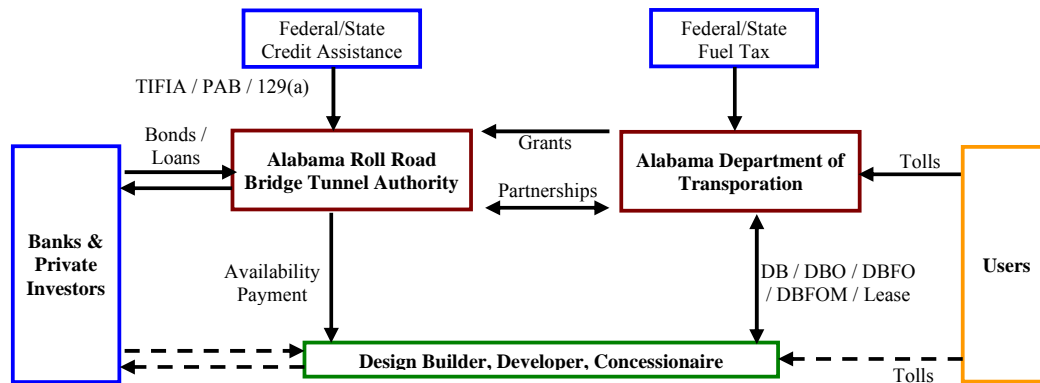 Federal/State
Credit Assistance
Federal/State
Fuel Tax
TIFIA / PAB / 129(a)
Bonds /
Loans
Alabama Roll Road
Bridge Tunnel Authority
Grants
Partnerships
Alabama Department of
Transporation
Tolls
Banks &
Private
Investors
Users
Availability
Payment
DB / DBO / DBFO
/ DBFOM / Lease
Design Builder, Developer, Concessionaire
Tolls